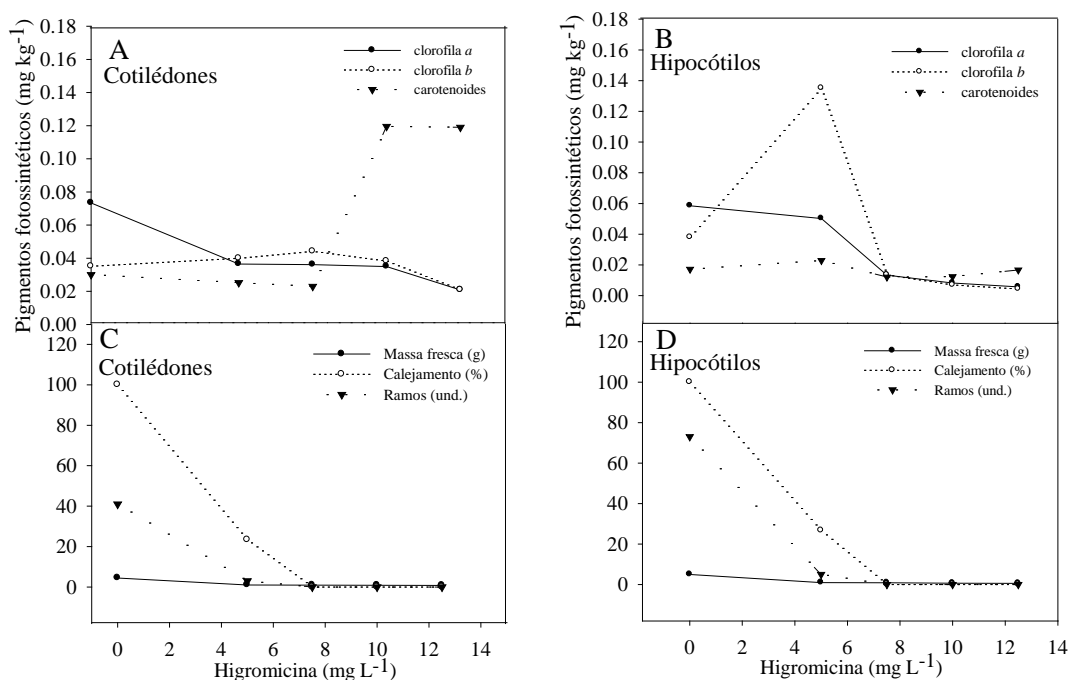 Pigmentos fotossintéticos (mg kg-1)
0.18
0.16
0.14
0.12
0.10
0.08
0.06
0.04
0.02
0.00
A
Cotilédones
clorofila a
clorofila b
carotenoides
Pigmentos fotossintéticos (mg kg-1)
0.18
0.16
0.14
0.12
0.10
0.08
0.06
0.04
0.02
0.00
B
Hipocótilos
clorofila a
clorofila b
carotenoides
120
100
80
60
40
20
0
C
Cotilédones
Massa fresca (g)
Calejamento (%)
Ramos (und.)
0 2 4 6 8 10 12 14
Higromicina (mg L-1)
120
100
80
60
40
20
0
D
Hipocótilos
Massa fresca (g)
Calejamento (%)
Ramos (und.)
0 2 4 6 8 10 12 14
Higromicina (mg L-1)